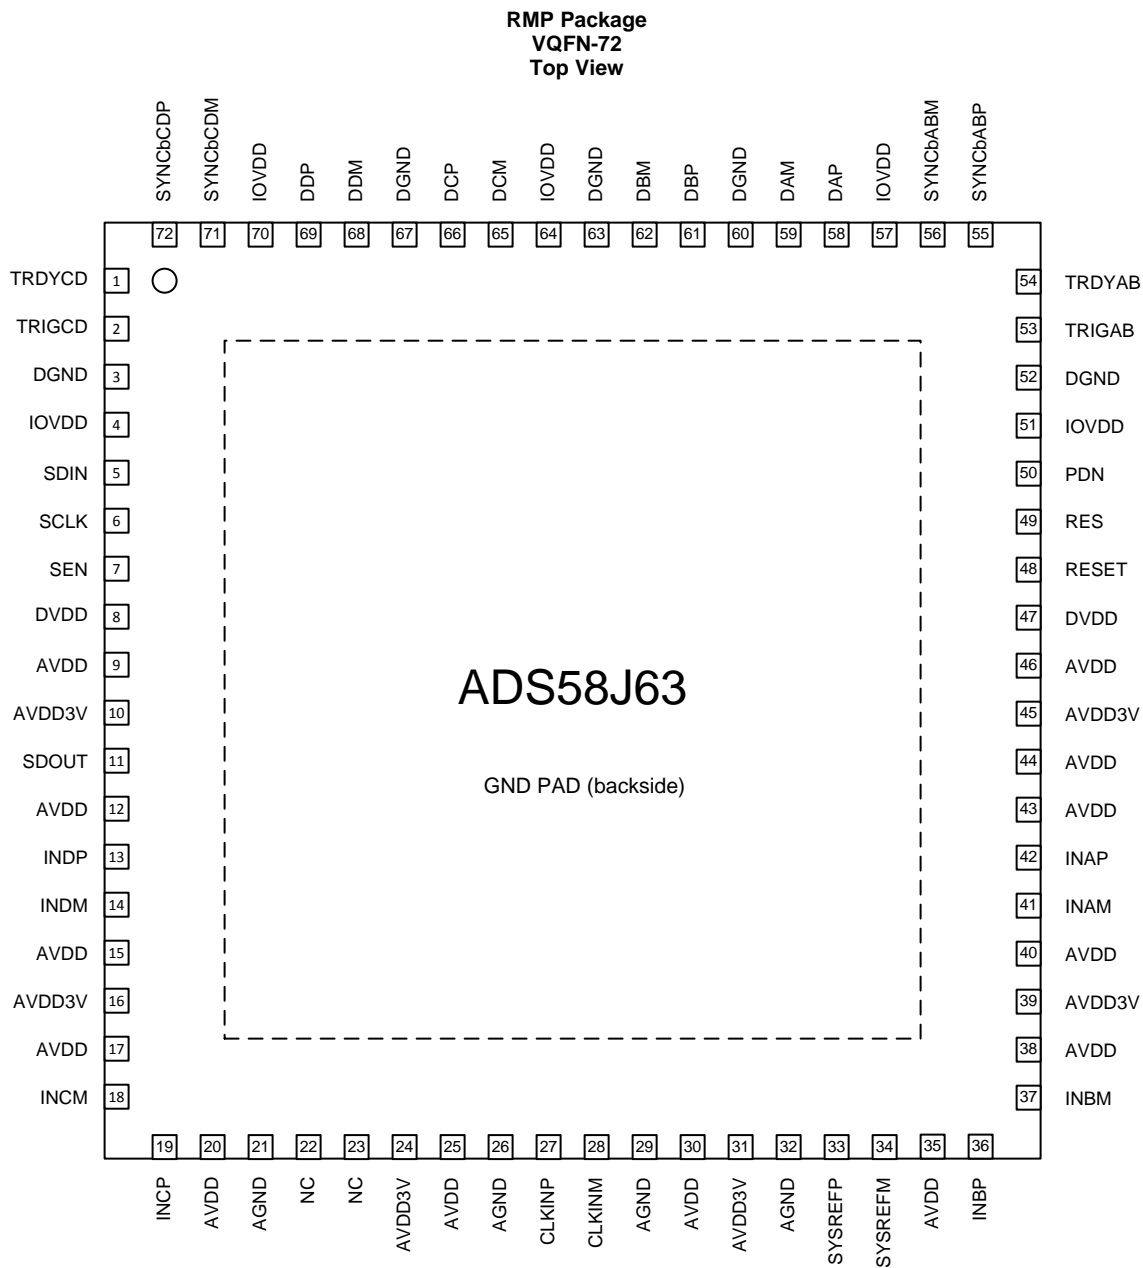 RMP Package
VQFN-72
Top View
SYNCbCDP
SYNCbCDM
IOVDD
DDP
DDM
DGND
DCP
DCM
IOVDD
DGND
DBM
DBP
DGND
DAM
DAP
IOVDD
SYNCbABM
SYNCbABP
72 71 70 69 68 67 66 65 64 63 62 61 60 59 58 57 56 55
TRDYCD 1 54 TRDYAB
TRIGCD 2 53 TRIGAB
DGND 3 52 DGND
IOVDD 4 51 IOVDD
SDIN 5 50 PDN
SCLK 6 49 RES
SEN 7 48 RESET
DVDD 8 47 DVDD
AVDD 9 46 AVDD
ADS58J63
AVDD3V 10 45 AVDD3V
SDOUT 11 44 AVDD
GND PAD (backside)
AVDD 12 43 AVDD
INDP 13 42 INAP
INDM 14 41 INAM
AVDD 15 40 AVDD
AVDD3V 16 39 AVDD3V
AVDD 17 38 AVDD
INCM 18 37 INBM
19 20 21 22 23 24 25 26 27 28 29 30 31 32 33 34 35 36
INCP
AVDD
AGND
NC
NC
AVDD3V
AVDD
AGND
CLKINP
CLKINM
AGND
AVDD
AVDD3V
AGND
SYSREFP
SYSREFM
AVDD
INBP